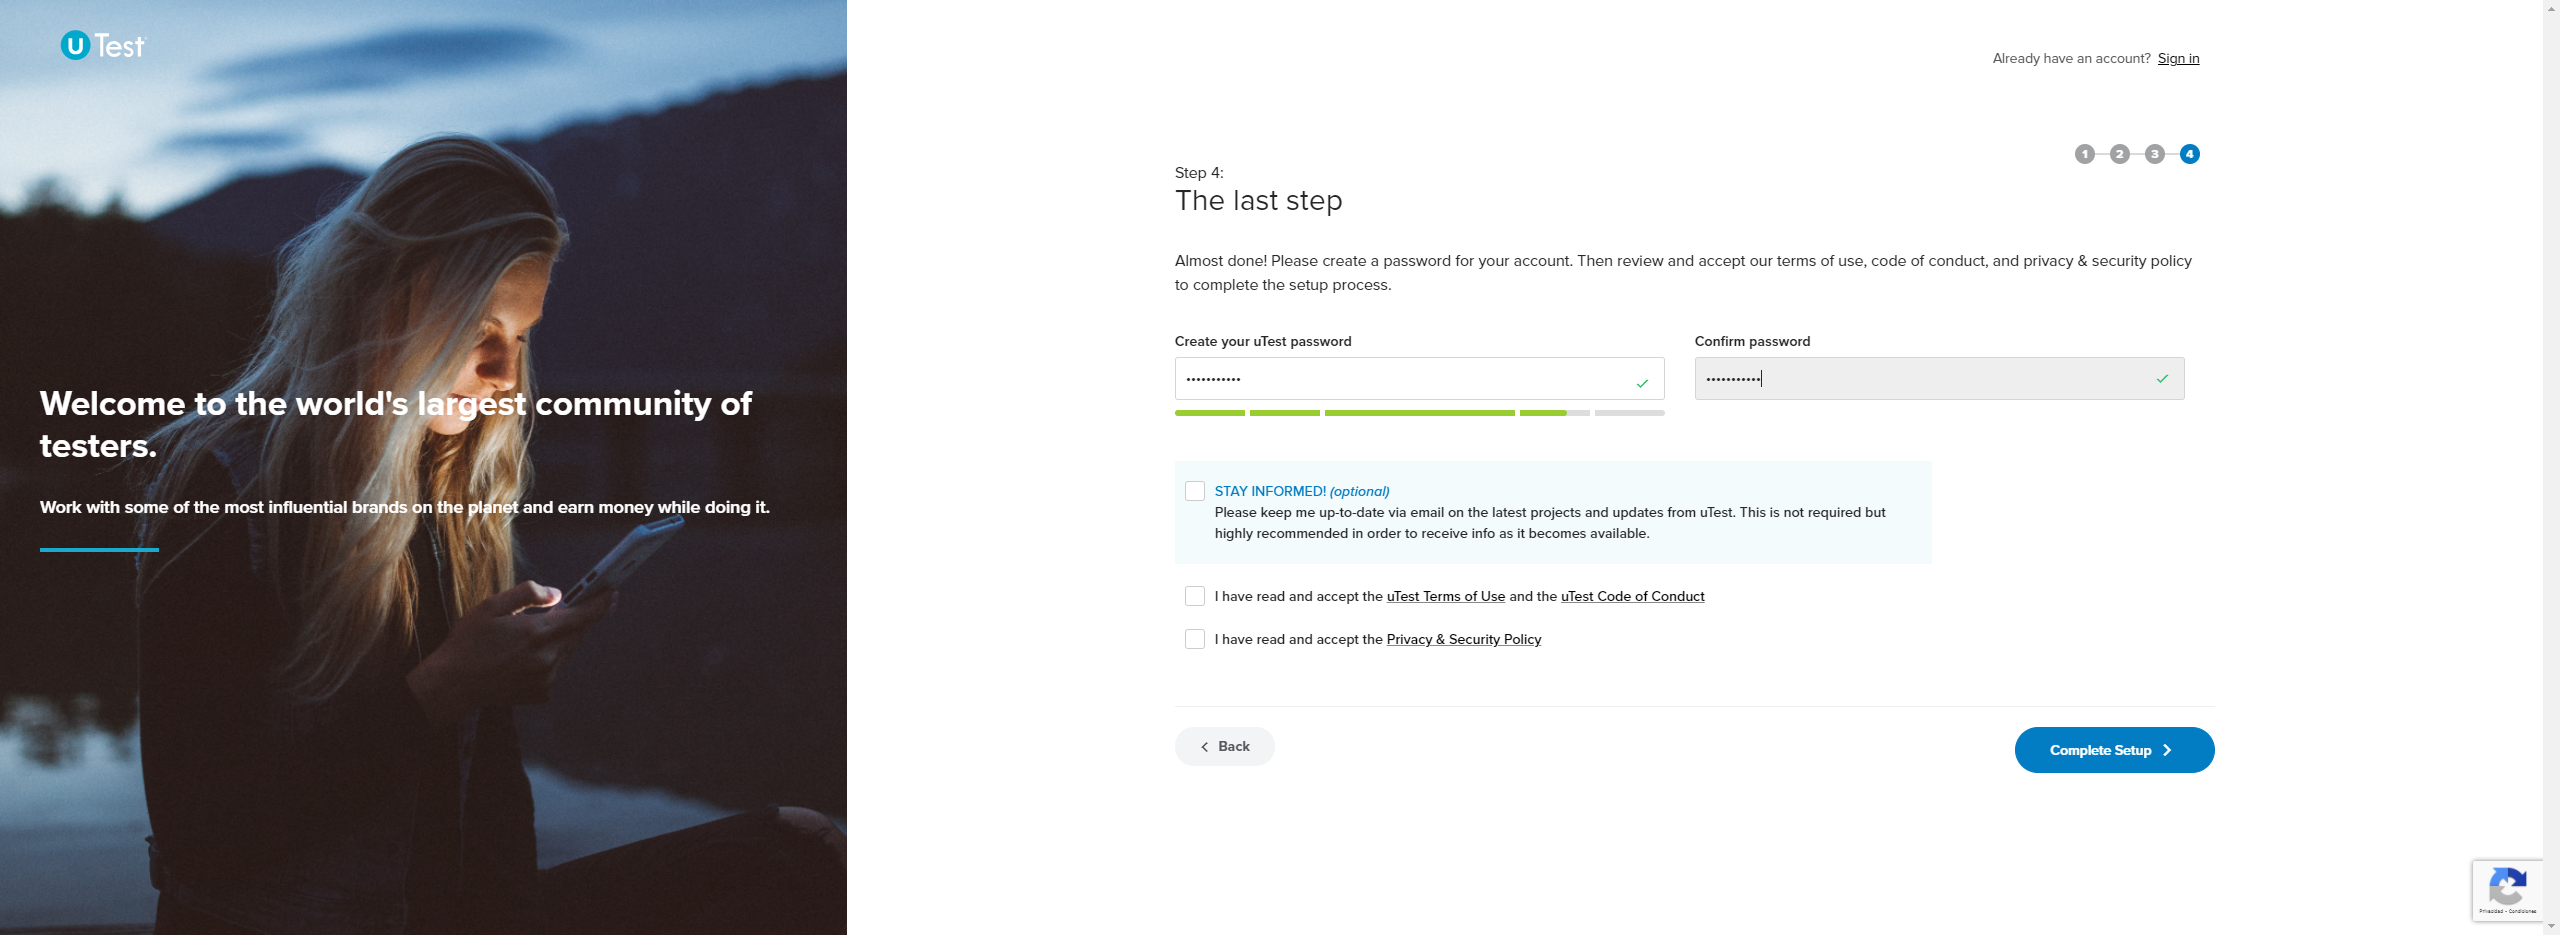 uTest
Already have an account? Sign in
1 2 3 4
Step 4:
The last step
Almost done! Please create a password for your account. Then review and accept our terms of use, code of conduct, and privacy & security policy
to complete the setup process.
Create your uTest password
Confirm password
Welcome to the world's largest community of
testers.
Work with some of the most influential brands on the planet and earn money while doing it.
STAY INFORMED! (optional)
Please keep me up-to-date via email on the latest projects and updates from uTest. This is not required but
highly recommended in order to receive info as it becomes available.
I have read and accept the uTest Terms of Use and the uTest Code of Conduct
I have read and accept the Privacy & Security Policy
Back
Complete Setup
Privacidad - Condiciones